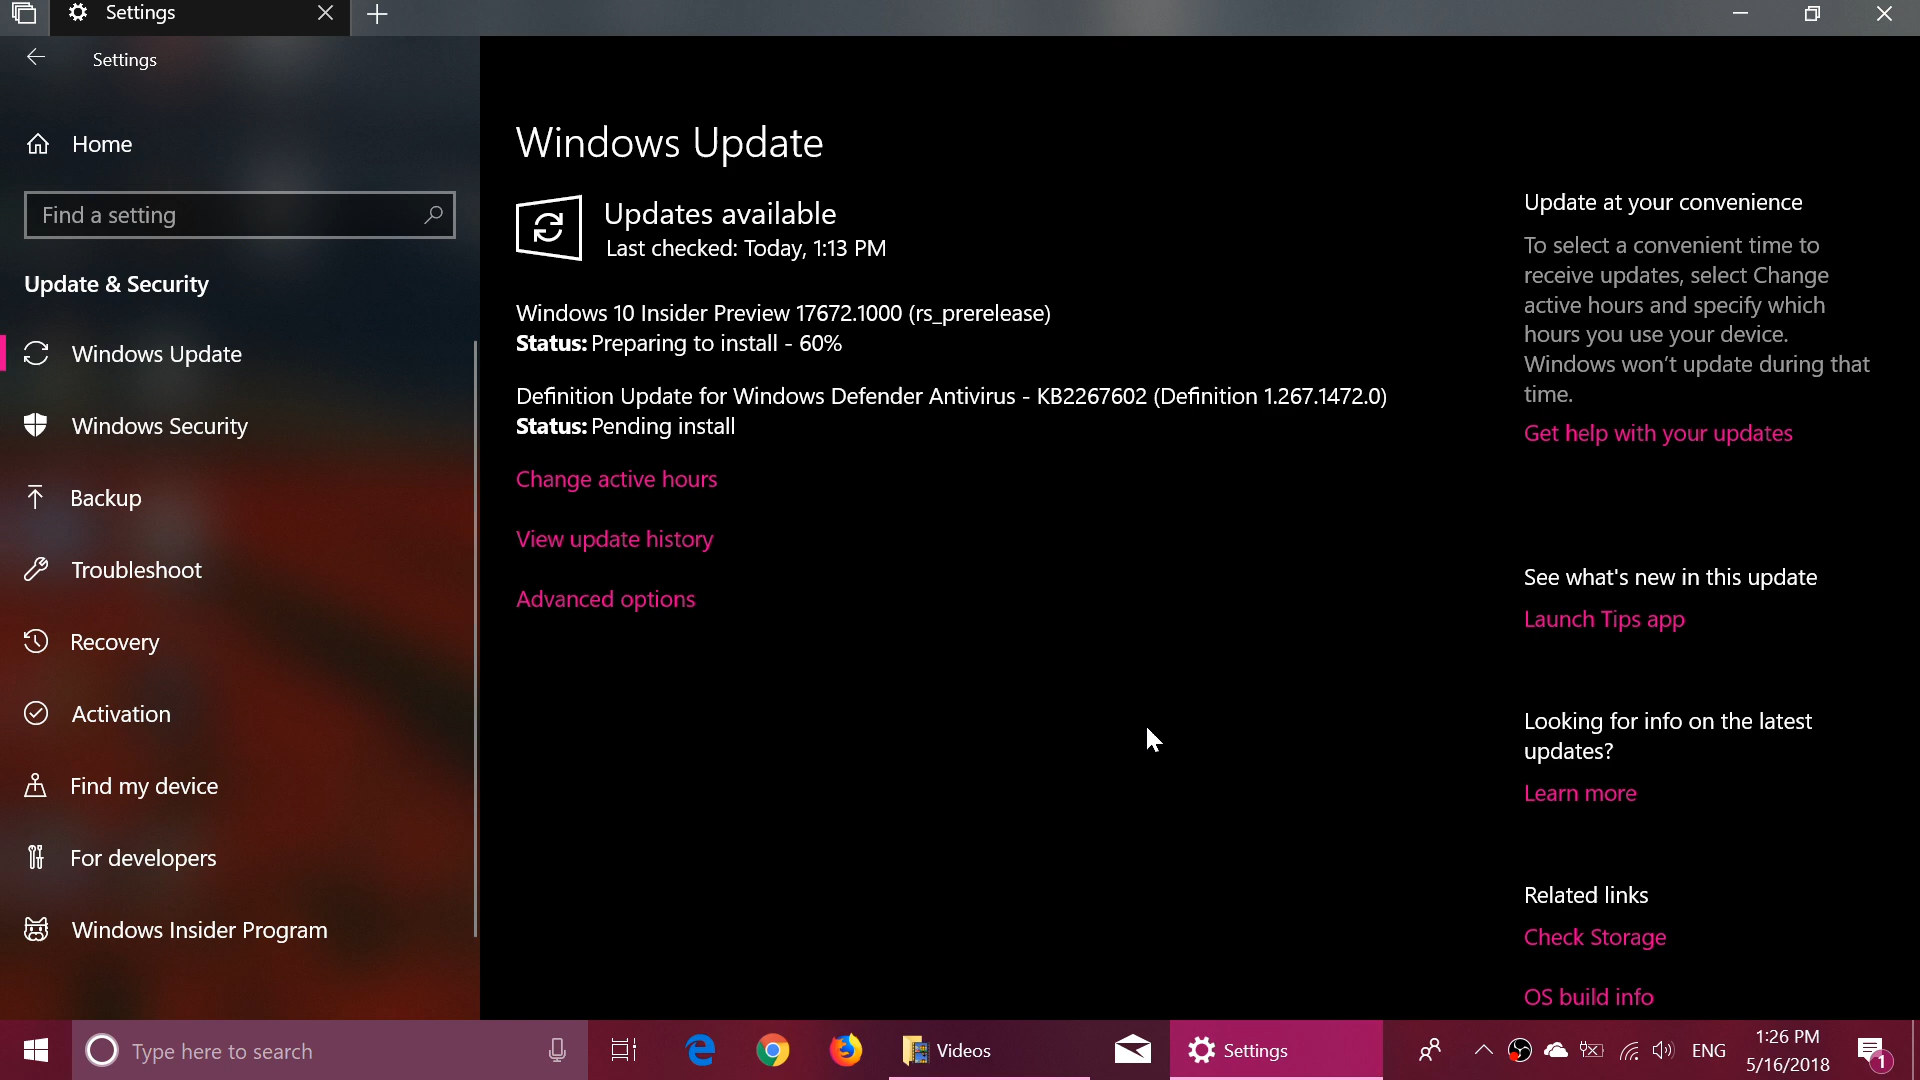 Settings
Settings
Home
Find a setting
Update & Security
Windows Update
Windows Security
Backup
Troubleshoot
Recovery
Activation
Find my device
For developers
Windows Insider Program
Windows Update
Updates available
Last checked: Today, 1:13 PM
Windows 10 Insider Preview 17672.1000 (rs_prerelease)
Status: Preparing to install - 60%
Definition Update for Windows Defender Antivirus - KB2267602 (Definition 1.267.1472.0)
Status: Pending install
Change active hours
View update history
Advanced options
Update at your convenience
To select a convenient time to
receive updates, select Change
active hours and specify which
hours you use your device.
Windows won't update during that
time.
Get help with your updates
See what's new in this update
Launch Tips app
Looking for info on the latest
updates?
Learn more
Related links
Check Storage
OS build info
Type here to search
Videos
Settings
ENG
1:26 PM
5/16/2018
1